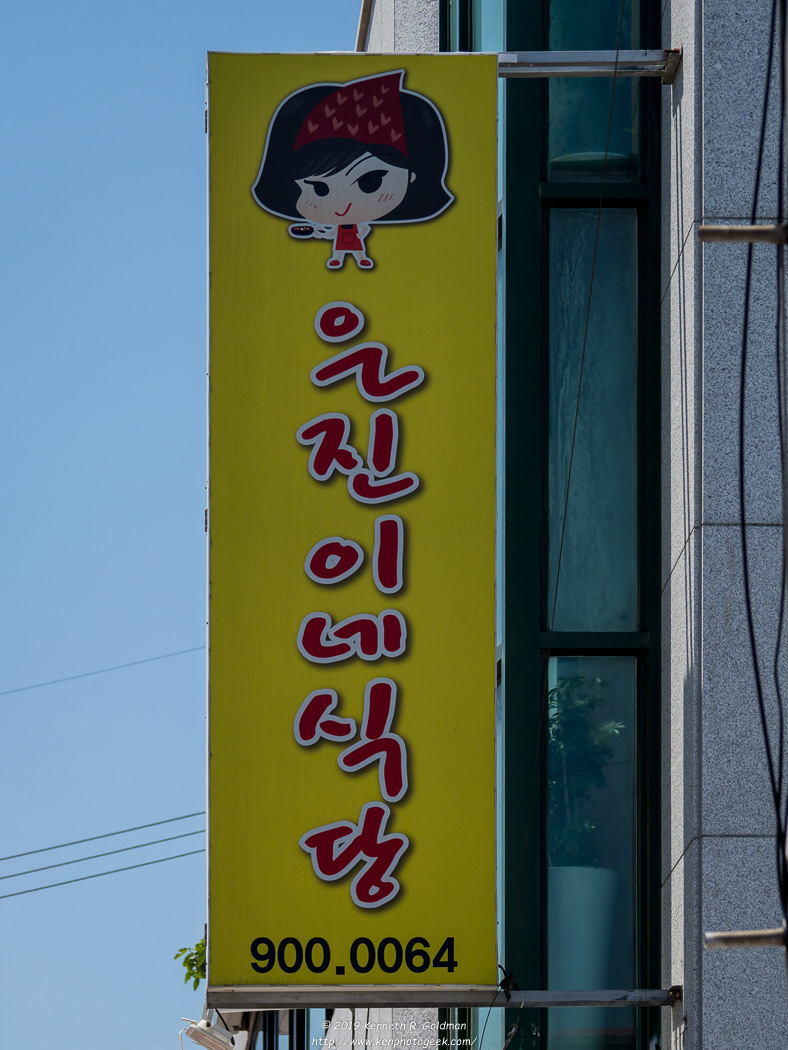 은진이네식당
900.0064
© 2019 Kenneth R. Goldman
http://www.kenphotogeek.com/